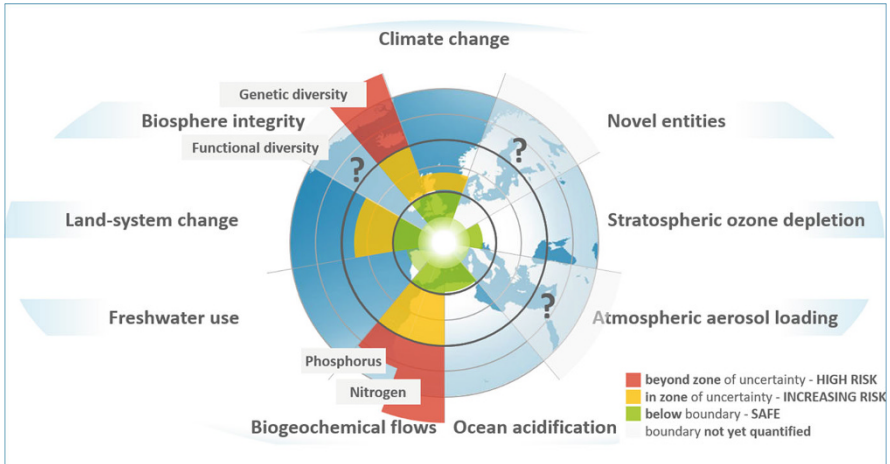 Climate change
Genetic diversity
Biosphere integrity
Novel entities
Functional diversity
?
?
Land-system change
Stratospheric ozone depletion
?
Freshwater use
Atmospheric aerosol loading
Phosphorus
Nitrogen
Biogeochemical flows
Ocean acidification
beyond zone of uncertainty - HIGH RISK
in zone of uncertainty - INCREASING RISK
below boundary - SAFE
boundary not yet quantified